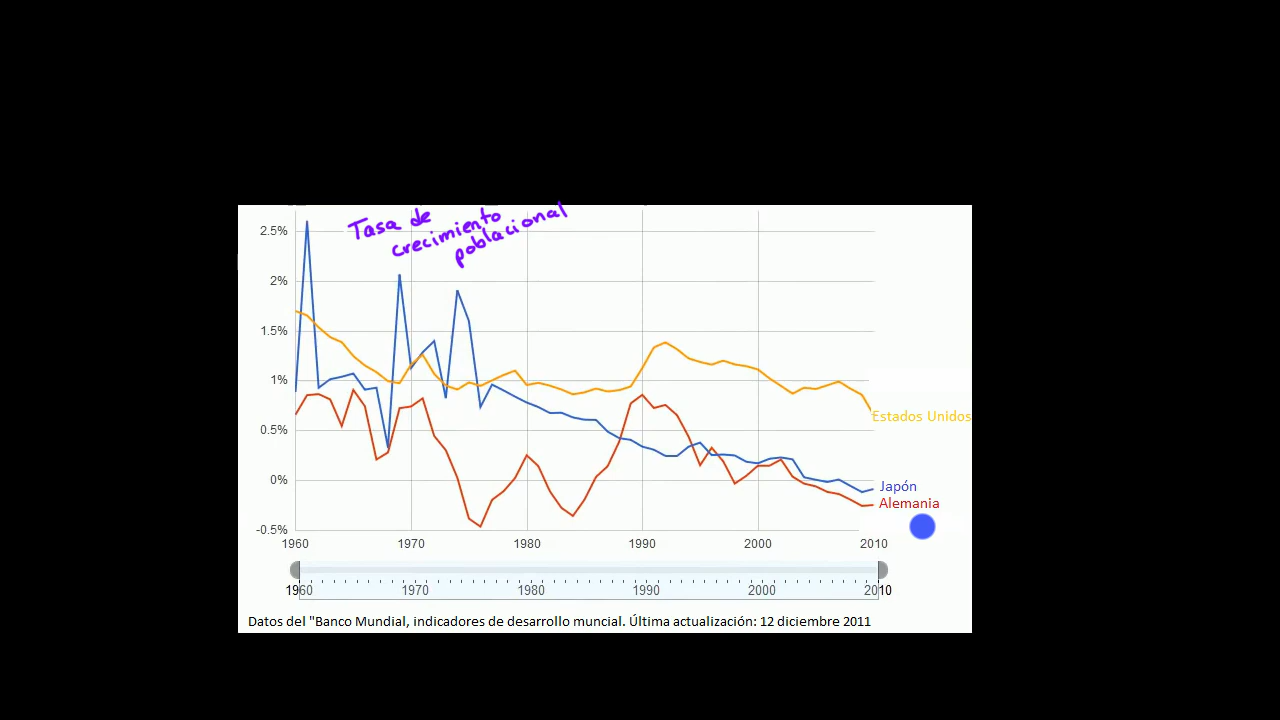 Tasa de
crecimiento
poblacional
2.5%
2%
1.5%
1%
0.5%
0%
-0.5%
Estados Unidos
Japón
Alemania
1960 1970 1980 1990 2000 2010
1960 1970 1980 1990 2000 2010
Datos del "Banco Mundial, indicadores de desarrollo muncial. Última actualización: 12 diciembre 2011